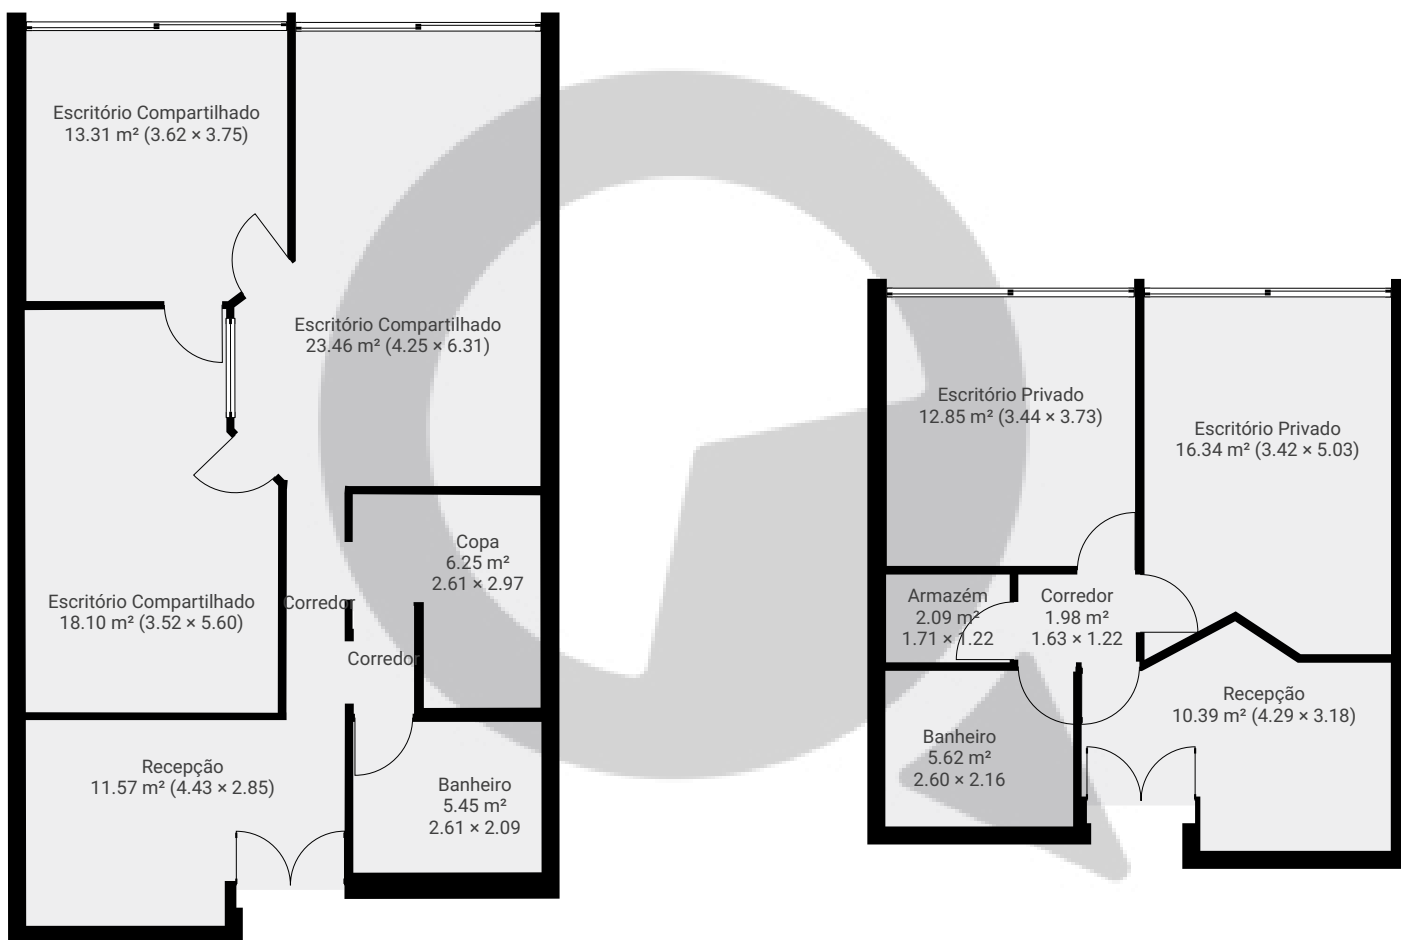 Escritório Compartilhado
13.31 m² (3.62 × 3.75)
Escritório Compartilhado
23.46 m² (4.25 × 6.31)
Copa
6.25 m²
2.61 × 2.97
Escritório Compartilhado
18.10 m² (3.52 × 5.60)
Corredor
Corredor
Recepção
11.57 m² (4.43 × 2.85)
Banheiro
5.45 m²
2.61 × 2.09
Escritório Privado
12.85 m² (3.44 × 3.73)
Escritório Privado
16.34 m² (3.42 × 5.03)
Armazém
2.09 m²
1.71 × 1.22
Corredor
1.98 m²
1.63 × 1.22
Recepção
10.39 m² (4.29 × 3.18)
Banheiro
5.62 m²
2.60 × 2.16